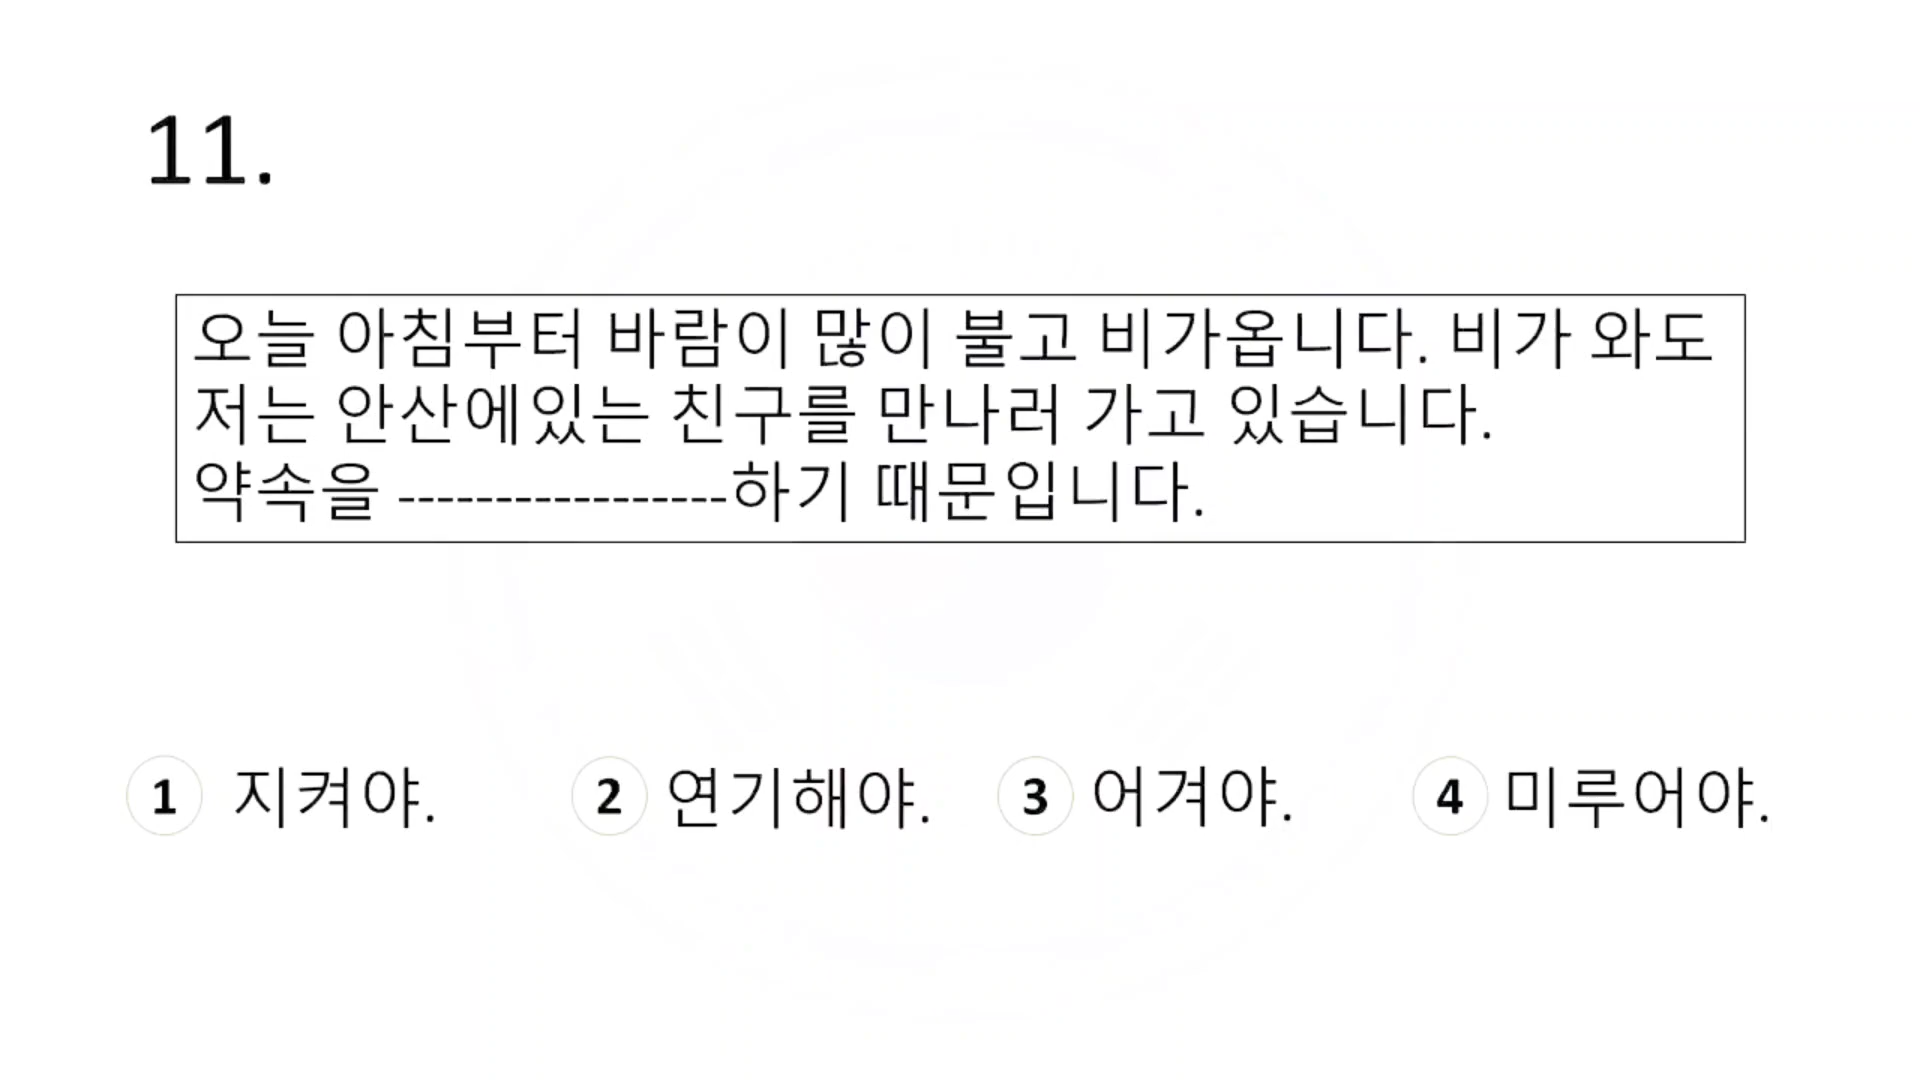 11.
오늘 아침부터 바람이 많이 불고 비가옵니다. 비가 와도
저는 안산에있는 친구를 만나러 가고 있습니다.
약속을 -----------------하기 때문입니다.
1 지켜야. 2 연기해야. 3 어겨야. 4 미루어야.